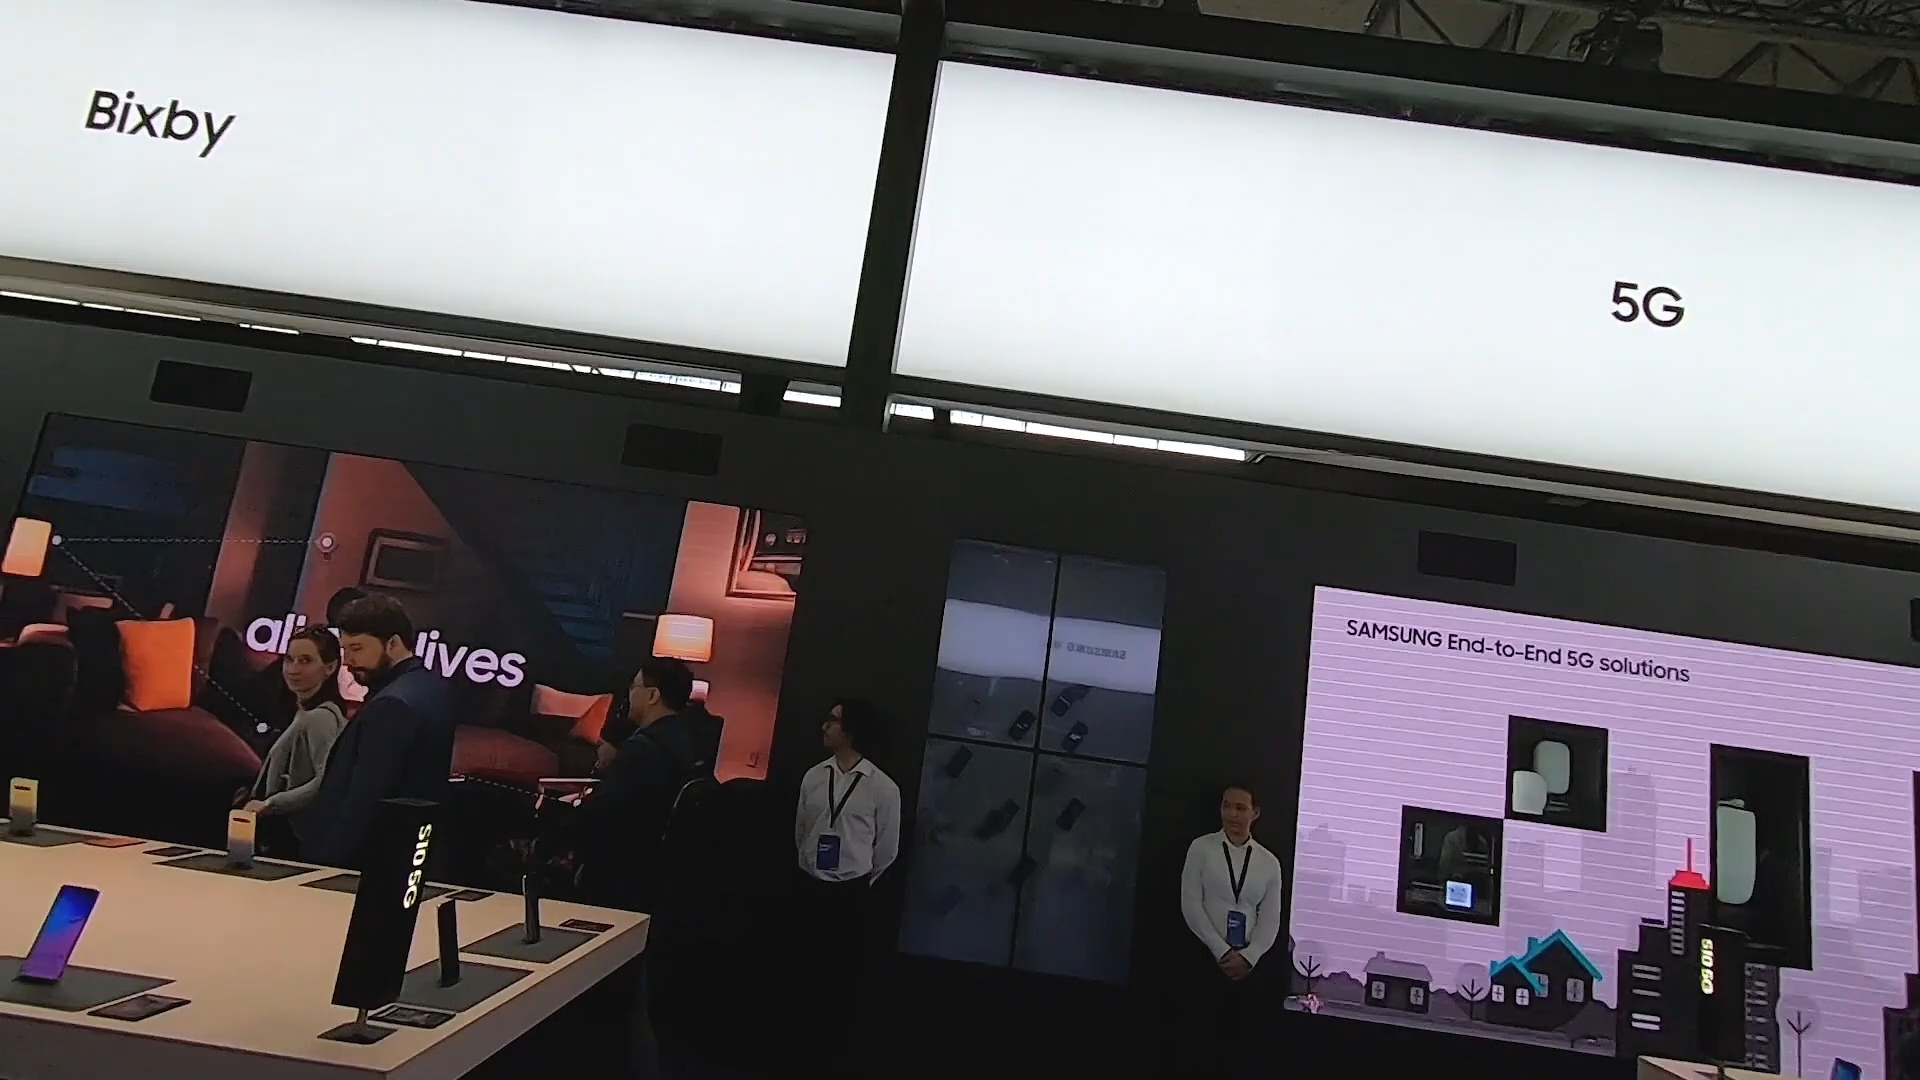 Bixby
5G
lives
SAMSUNG End-to-End 5G solutions
S10 5G
S10 5G